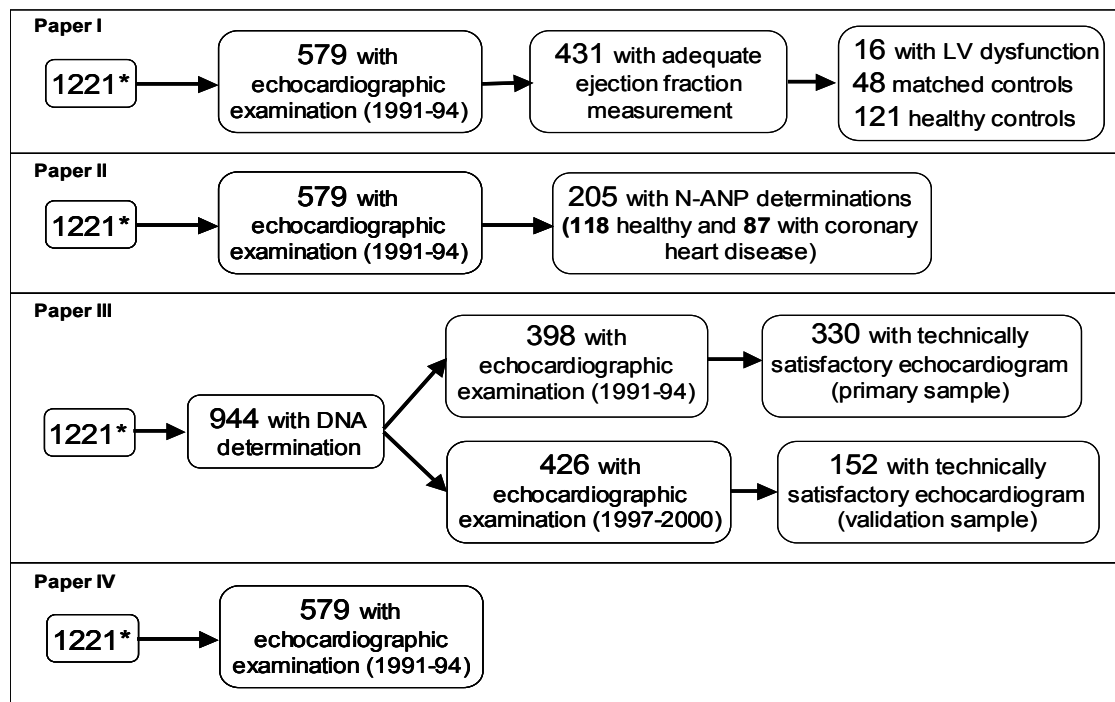 Paper I
1221*
579 with
echocardiographic
examination (1991-94)
431 with adequate
ejection fraction
measurement
16 with LV dysfunction
48 matched controls
121 healthy controls
Paper II
1221*
579 with
echocardiographic
examination (1991-94)
205 with N-ANP determinations
(118 healthy and 87 with coronary
heart disease)
Paper III
1221*
944 with DNA
determination
398 with
echocardiographic
examination (1991-94)
330 with technically
satisfactory echocardiogram
(primary sample)
426 with
echocardiographic
examination (1997-2000)
152 with technically
satisfactory echocardiogram
(validation sample)
Paper IV
1221*
579 with
echocardiographic
examination (1991-94)